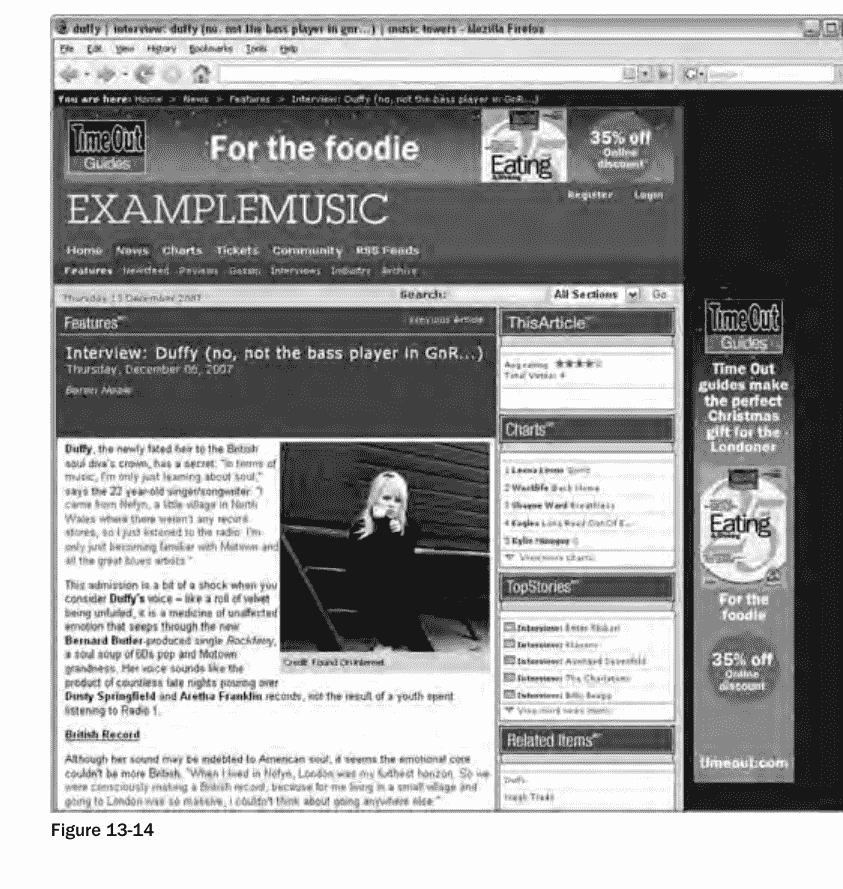 duffy | interview: duffy (no, not the bass player in gnr...) | music towers - Mozilla Firefox
File Edit View History Bookmarks Tools Help
You are here: Home > News > Features > Interview: Duffy (no, not the bass player in GnR...)
TimeOut
Guides
For the foodie
Eating
35% off
Online
discount
Register Login
EXAMPLEMUSIC
Home News Charts Tickets Community RSS Feeds
Features Newsfeed Reviews Gossip Interviews Industry Archive
Thursday 13 December 2007
Search:
All Sections Go
Features
Previous Article
Interview: Duffy (no, not the bass player in GnR...)
Thursday, December 06, 2007
Duffy, the newly fated heir to the British
soul diva's crown, has a secret: "In terms of
music, I'm only just learning about soul,"
says the 22 year-old singer/songwriter. "I
came from Nefyn, a little village in North
Wales where there weren't any record
stores, so I just listened to the radio. I'm
only just becoming familiar with Motown and
all the great blues artists."
This admission is a bit of a shock when you
consider Duffy's voice – like a roll of velvet
being unfurled, it is a medicine of unaffected
emotion that seeps through the new
Bernard Butler-produced single Rockferry,
a soul soup of 60s pop and Motown
grandness. Her voice sounds like the
product of countless late nights pouring over
Dusty Springfield and Aretha Franklin records, not the result of a youth spent
listening to Radio 1.
Credit: Found On Internet
British Record
Although her sound may be indebted to American soul, it seems the emotional core
couldn't be more British. "When I lived in Nefyn, London was my furthest horizon. So we
were consciously making a British record, because for me living in a small village and
going to London was so massive, I couldn't think about going anywhere else."
ThisArticle
Avg rating
Total Votes: 4
Charts
1 Leona Lewis
2 Westlife Back Home
3 Shayne Ward Breathless
4 Eagles Long Road Out Of E...
5 Kylie Minogue X
View more charts
TopStories
Interview:
Interview:
Interview:
Interview: The Charlatans
Interview:
View more news items
Related Items
Duffy
Rough Trade
TimeOut
Guides
Time Out
guides make
the perfect
Christmas
gift for the
Londoner
Eating
For the
foodie
35% off
Online
discount
timeout.com
Figure 13-14